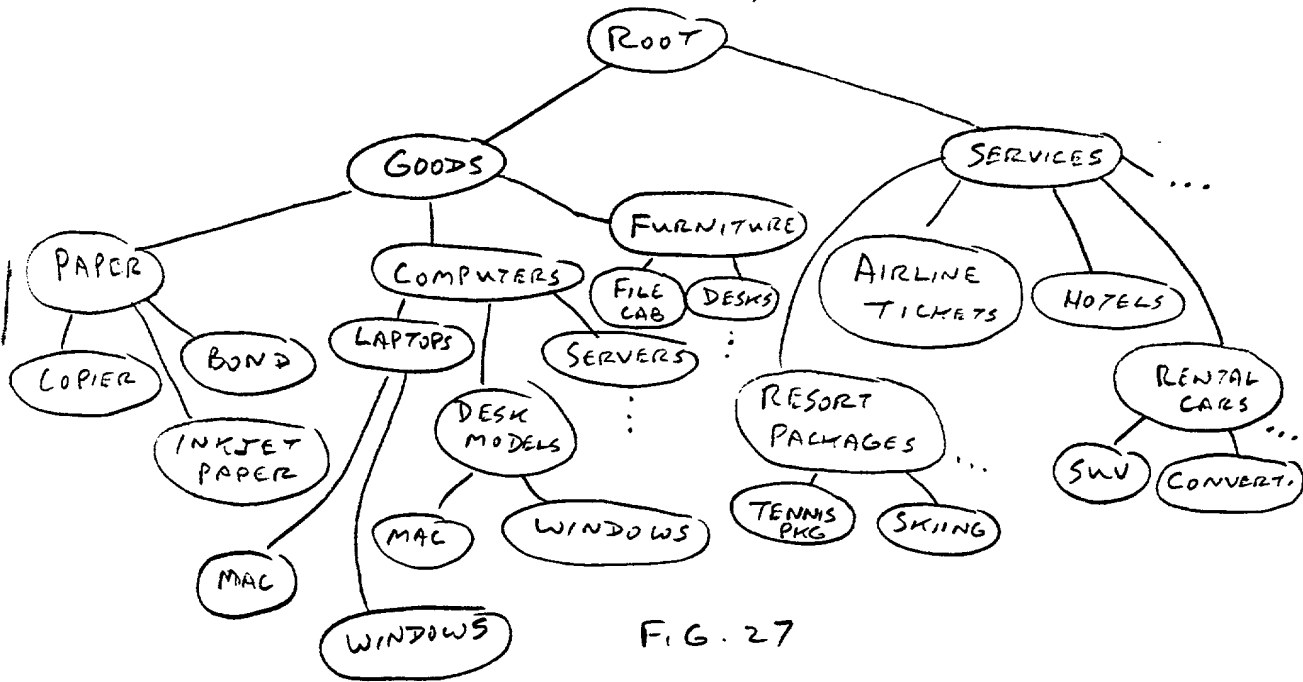 ROOT
GOODS
SERVICES
...
FURNITURE
PAPER
COMPUTERS
AIRLINE
TICKETS
HOTELS
FILE
CAB
DESKS
...
LAPTOPS
SERVERS
...
BOND
COPIER
RENTAL
CARS
...
RESORT
PACKAGES
...
DESK
MODELS
INKJET
PAPER
SUV
CONVERT.
TENNIS
PKG
SKIING
MAC
WINDOWS
MAC
WINDOWS
FIG. 27